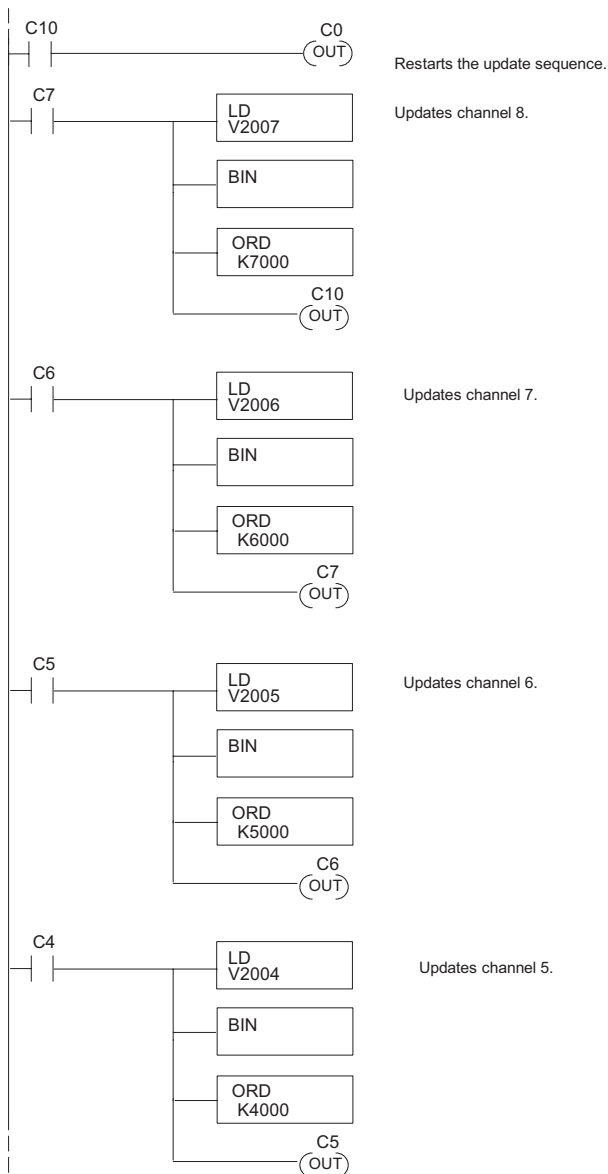 C10
C0
OUT
Restarts the update sequence.
C7
LD
V2007
Updates channel 8.
BIN
ORD
K7000
C10
OUT
C6
LD
V2006
Updates channel 7.
BIN
ORD
K6000
C7
OUT
C5
LD
V2005
Updates channel 6.
BIN
ORD
K5000
C6
OUT
C4
LD
V2004
Updates channel 5.
BIN
ORD
K4000
C5
OUT